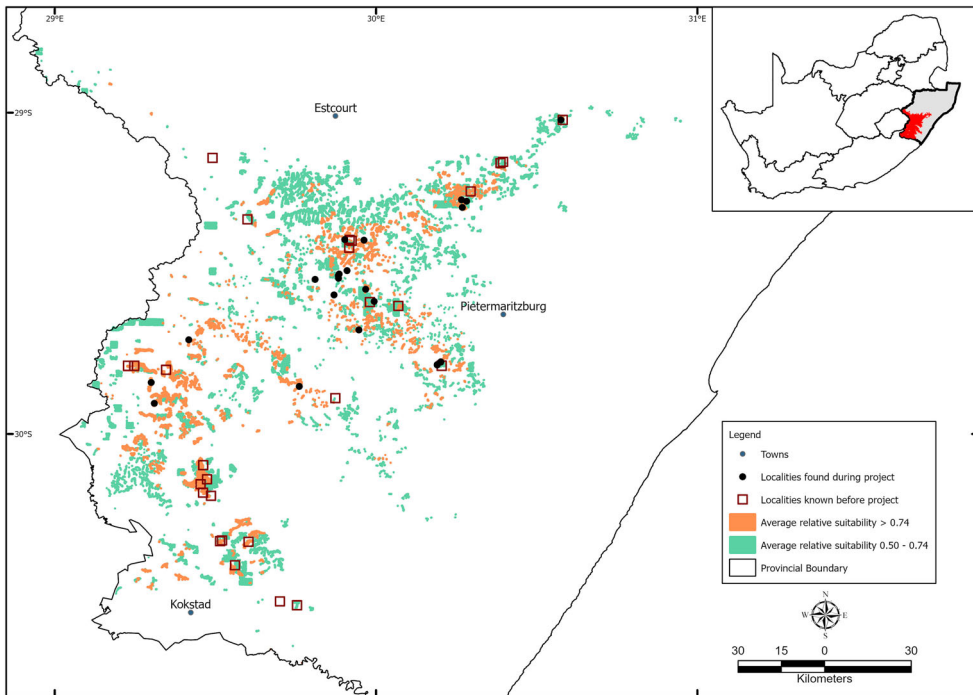 29°E
30°E
31°E
29°S
Estcourt
Pietermaritzburg
30°S
Kokstad
Legend
Towns
Localities found during project
Localities known before project
Average relative suitability > 0.74
Average relative suitability 0.50 - 0.74
Provincial Boundary
N
W E
S
30 15 0 30
Kilometers